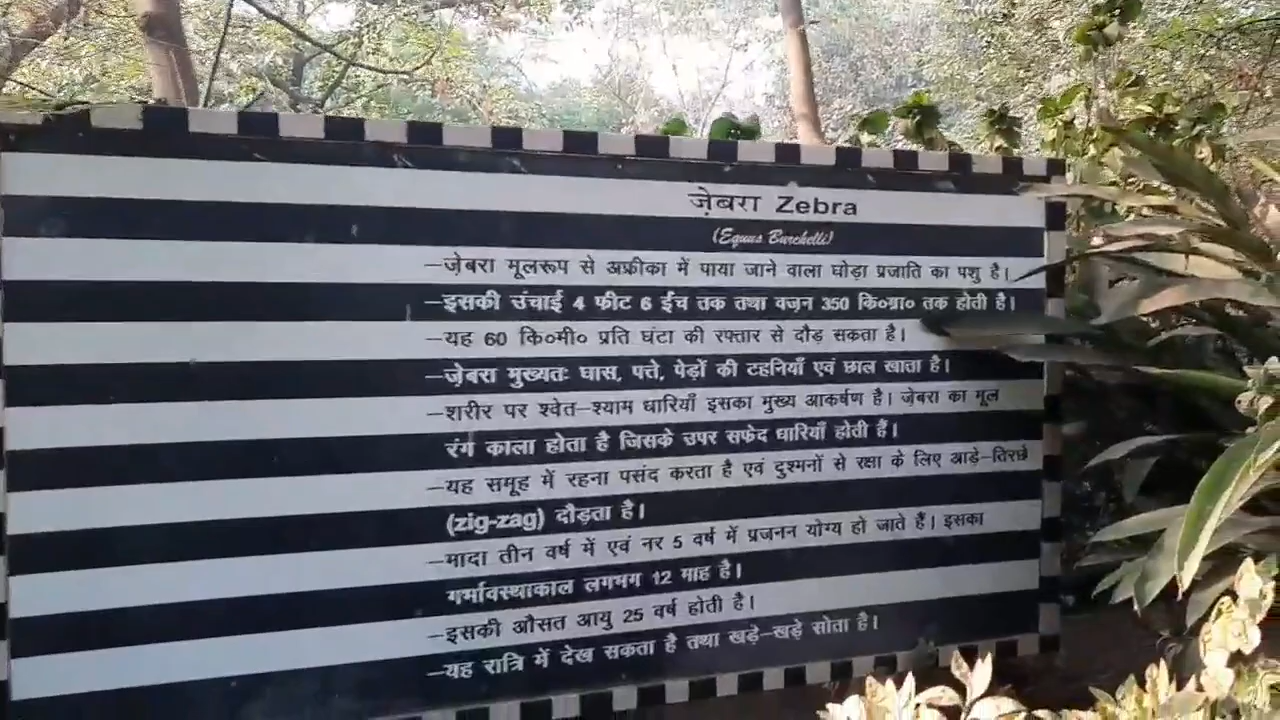 ज़ेबरा Zebra
(Equus Burchelli)
–ज़ेबरा मूलरूप से अफ्रीका में पाया जाने वाला घोड़ा प्रजाति का पशु है।
–इसकी उंचाई 4 फीट 6 ईंच तक तथा वज़न 350 कि०ग्रा० तक होती है।
–यह 60 कि०मी० प्रति घंटा की रफ्तार से दौड़ सकता है।
–ज़ेबरा मुख्यतः घास, पत्ते, पेड़ों की टहनियाँ एवं छाल खाता है।
–शरीर पर श्वेत–श्याम धारियाँ इसका मुख्य आकर्षण है। ज़ेबरा का मूल
रंग काला होता है जिसके उपर सफेद धारियाँ होती हैं।
–यह समूह में रहना पसंद करता है एवं दुश्मनों से रक्षा के लिए आड़े–तिरछे
(zig-zag) दौड़ता है।
–मादा तीन वर्ष में एवं नर 5 वर्ष में प्रजनन योग्य हो जाते हैं। इसका
गर्भावस्थाकाल लगभग 12 माह है।
–इसकी औसत आयु 25 वर्ष होती है।
–यह रात्रि में देख सकता है तथा खड़े–खड़े सोता है।